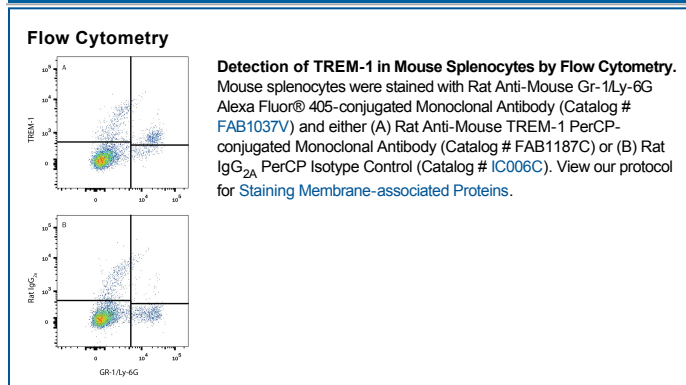 Flow Cytometry
A
10⁵
10⁴
TREM-1
10³
0
0
10⁴
10⁵
B
10⁵
10⁴
Rat IgG₂ₐ
10³
0
0
10⁴
10⁵
GR-1/Ly-6G
Detection of TREM-1 in Mouse Splenocytes by Flow Cytometry.
Mouse splenocytes were stained with Rat Anti-Mouse Gr-1/Ly-6G
Alexa Fluor® 405-conjugated Monoclonal Antibody (Catalog #
FAB1037V) and either (A) Rat Anti-Mouse TREM-1 PerCP-
conjugated Monoclonal Antibody (Catalog # FAB1187C) or (B) Rat
IgG2A PerCP Isotype Control (Catalog # IC006C). View our protocol
for Staining Membrane-associated Proteins.